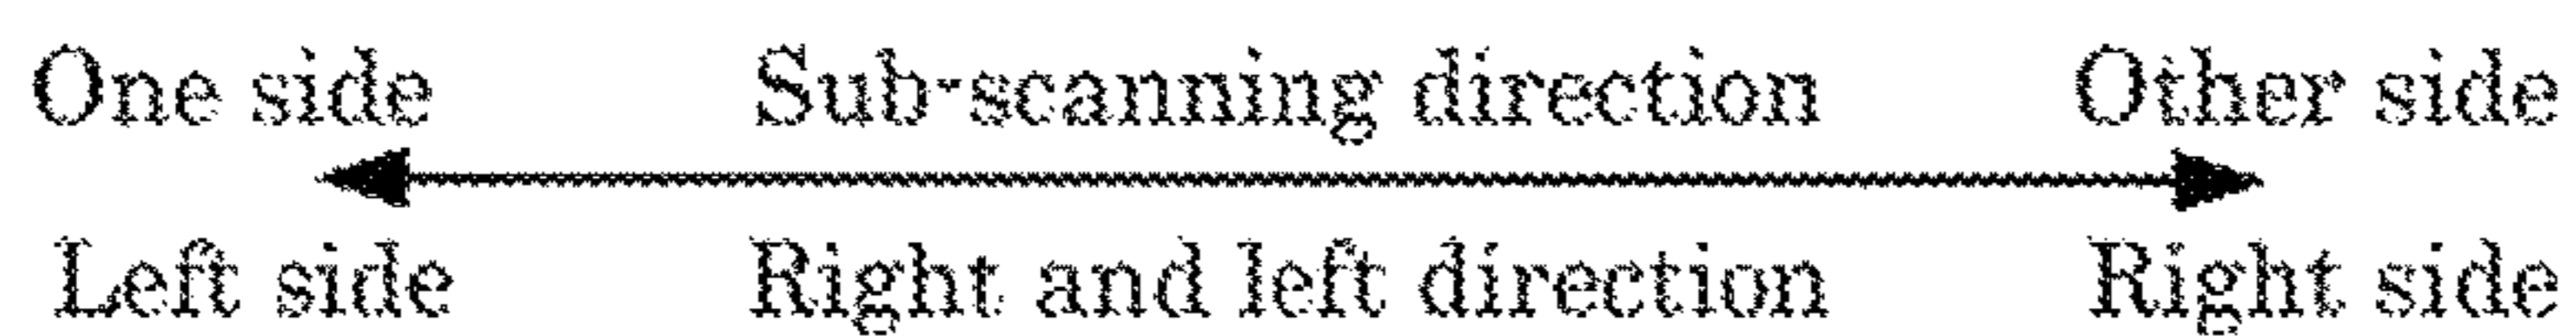 One side Sub-scanning direction Other side
Left side Right and left direction Right side